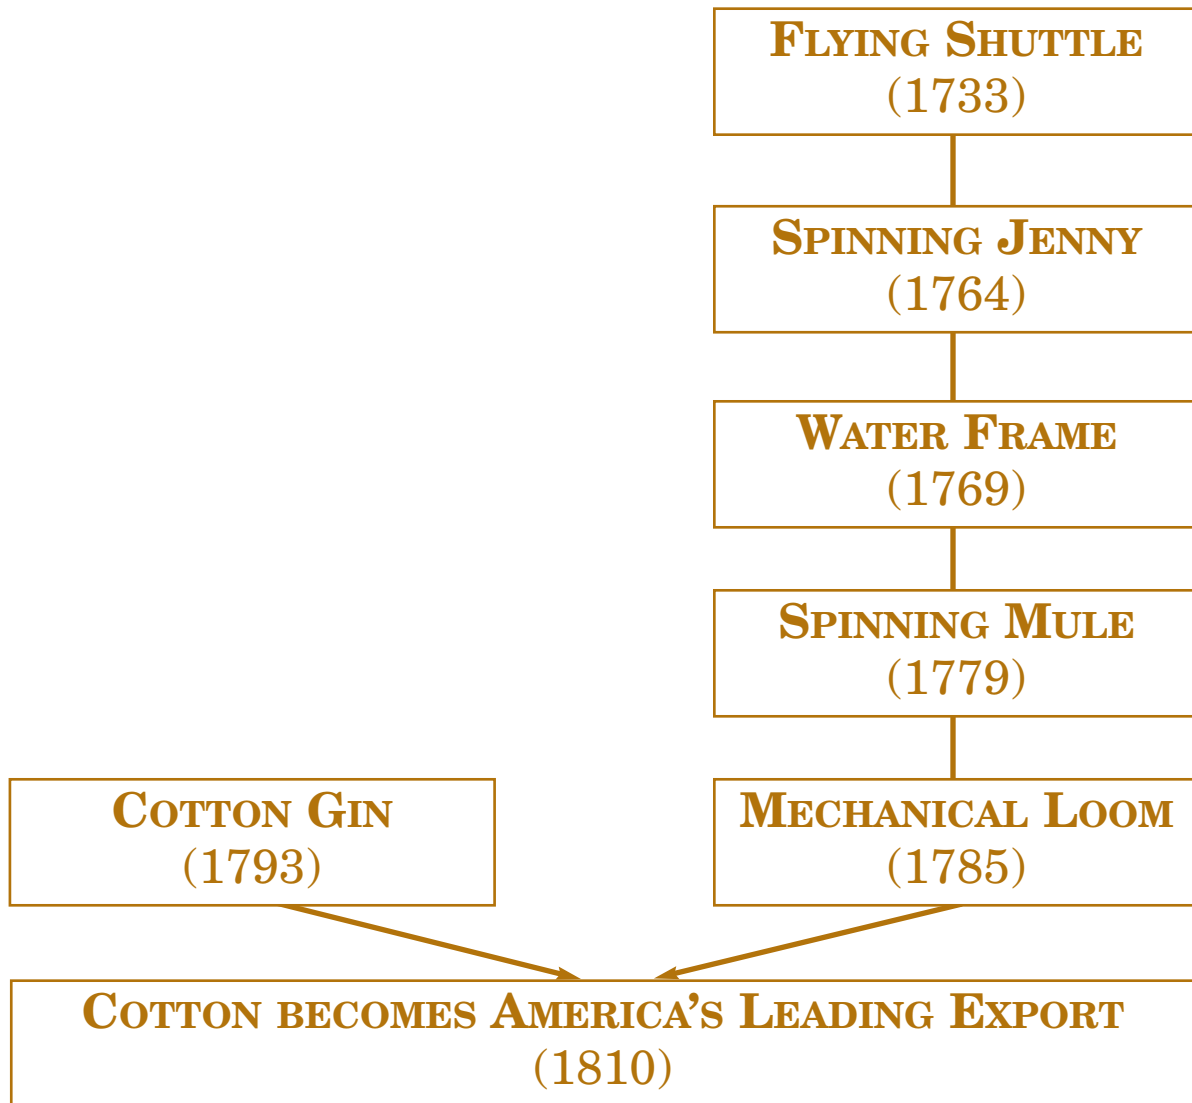 Flying Shuttle
(1733)
Spinning Jenny
(1764)
Water Frame
(1769)
Spinning Mule
(1779)
Cotton Gin
(1793)
Mechanical Loom
(1785)
Cotton becomes America's Leading Export
(1810)